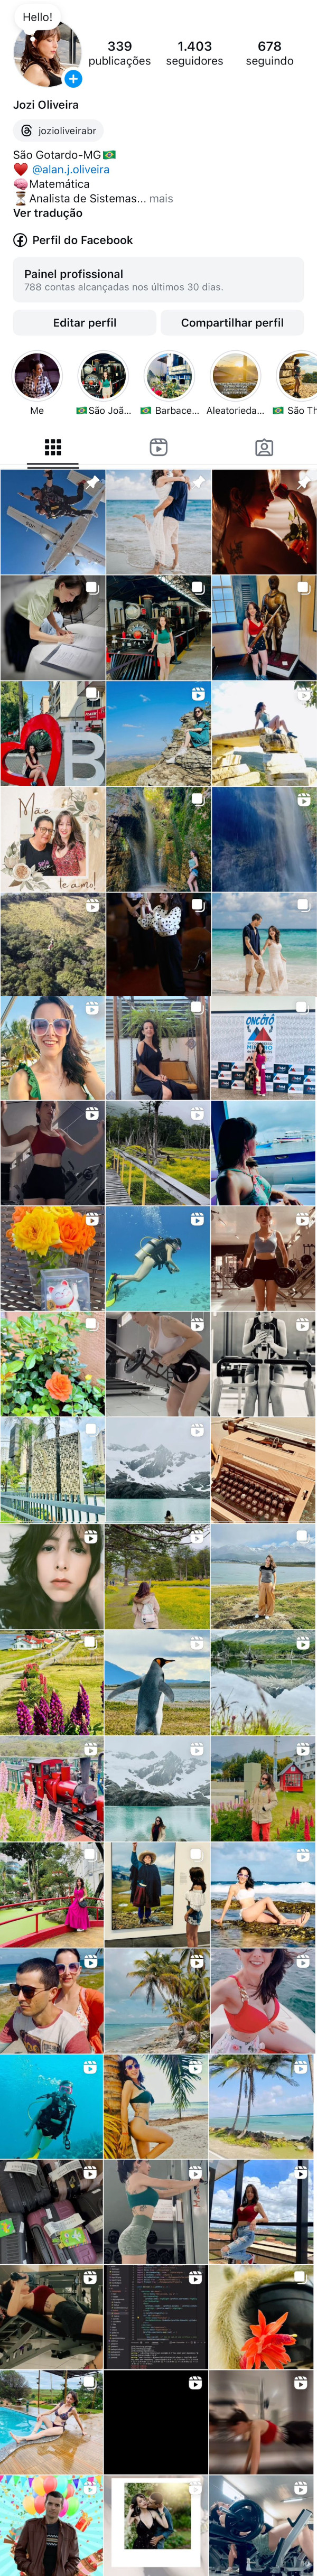 Hello!
339
1.403
678
publicações
seguidores
seguindo
Jozi Oliveira
jozioliveirabr
São Gotardo-MG🇧🇷
❤️ @alan.j.oliveira
🧠Matemática
⏳Analista de Sistemas... mais
Ver tradução
Perfil do Facebook
Painel profissional
788 contas alcançadas nos últimos 30 dias.
Editar perfil
Compartilhar perfil
Me
🇧🇷São Joã...
🇧🇷 Barbace...
Aleatorieda...
🇧🇷 São Th
B
Mãe
te amo!
ONCÔTÔ